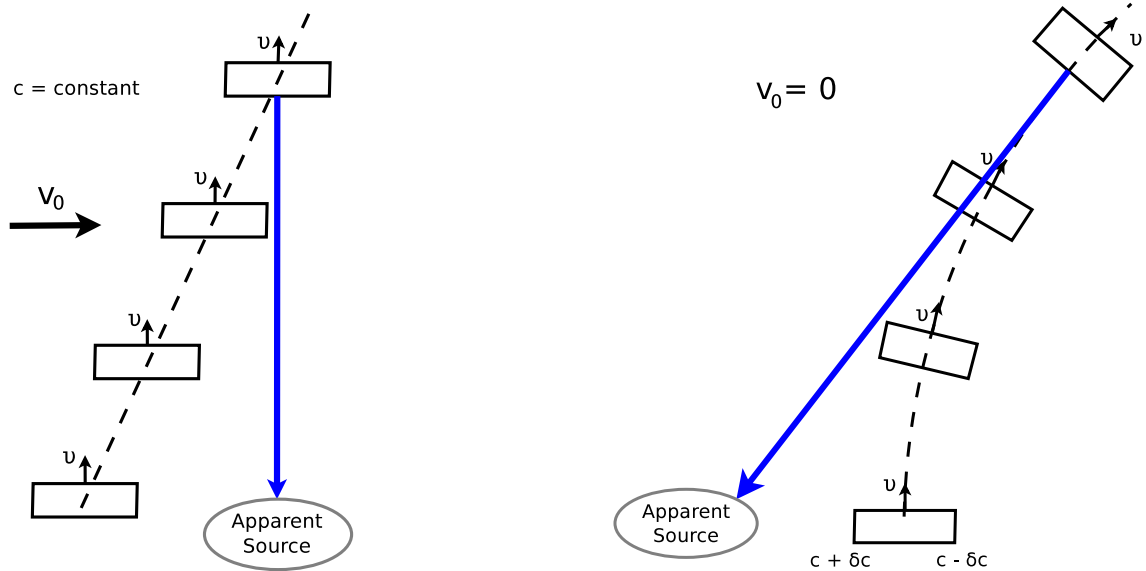 c = constant
v₀
υ
υ
υ
υ
Apparent
Source
v₀ = 0
υ
υ
υ
υ
Apparent
Source
c + δc
c - δc